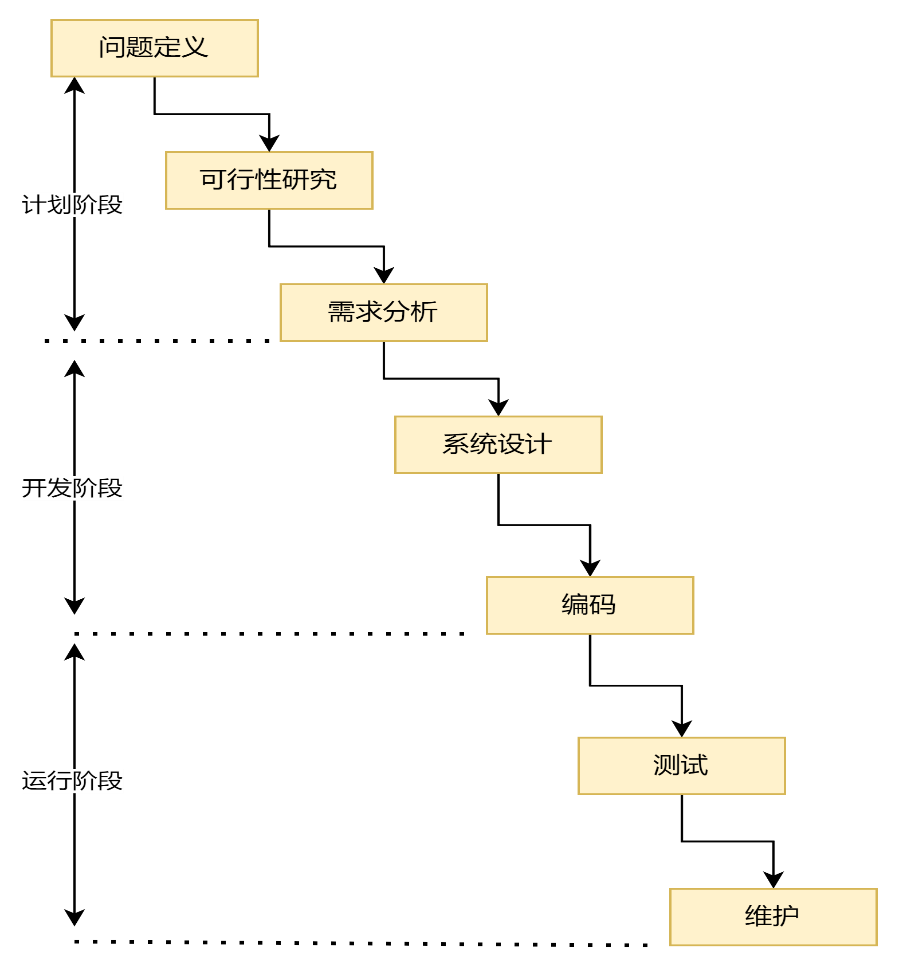 问题定义
可行性研究
计划阶段
需求分析
系统设计
开发阶段
编码
测试
运行阶段
维护